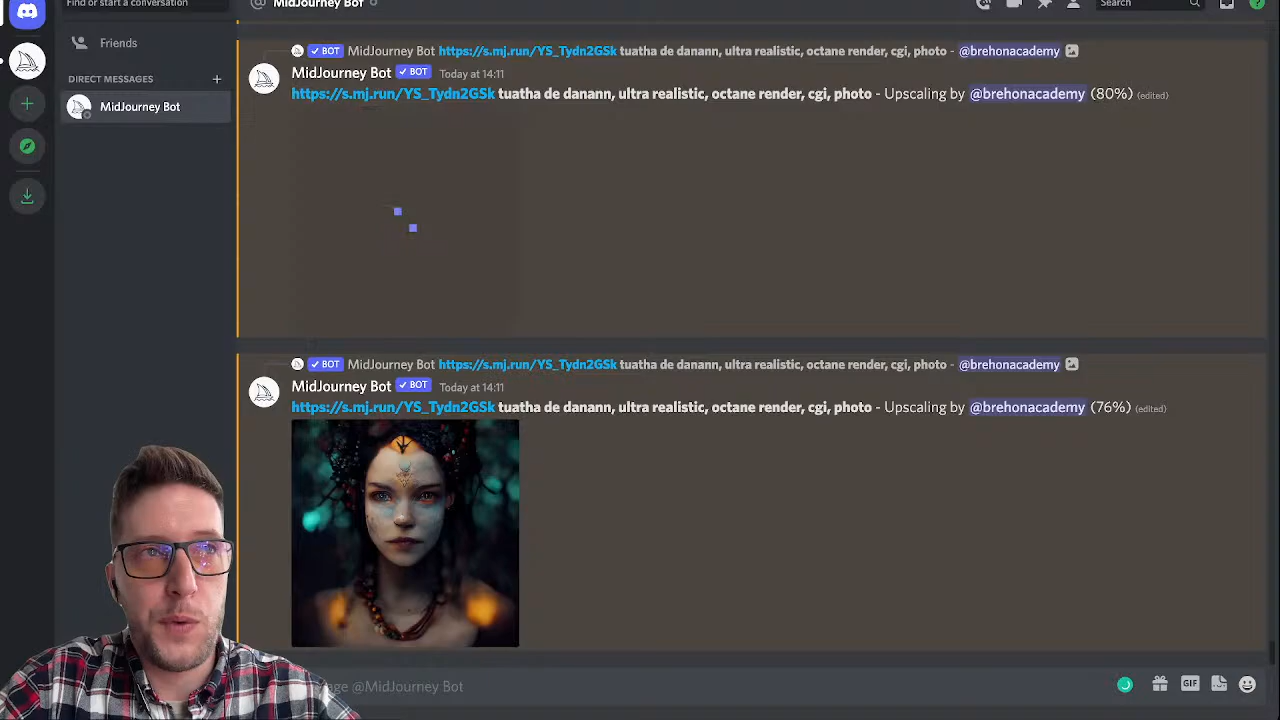 Find or start a conversation
MidJourney Bot
Search
Friends
DIRECT MESSAGES
MidJourney Bot
BOT MidJourney Bot https://s.mj.run/YS_Tydn2GSk tuatha de danann, ultra realistic, octane render, cgi, photo - @brehonacademy
MidJourney Bot BOT Today at 14:11
https://s.mj.run/YS_Tydn2GSk tuatha de danann, ultra realistic, octane render, cgi, photo - Upscaling by @brehonacademy (80%) (edited)
BOT MidJourney Bot https://s.mj.run/YS_Tydn2GSk tuatha de danann, ultra realistic, octane render, cgi, photo - @brehonacademy
MidJourney Bot BOT Today at 14:11
https://s.mj.run/YS_Tydn2GSk tuatha de danann, ultra realistic, octane render, cgi, photo - Upscaling by @brehonacademy (76%) (edited)
age @MidJourney Bot
GIF